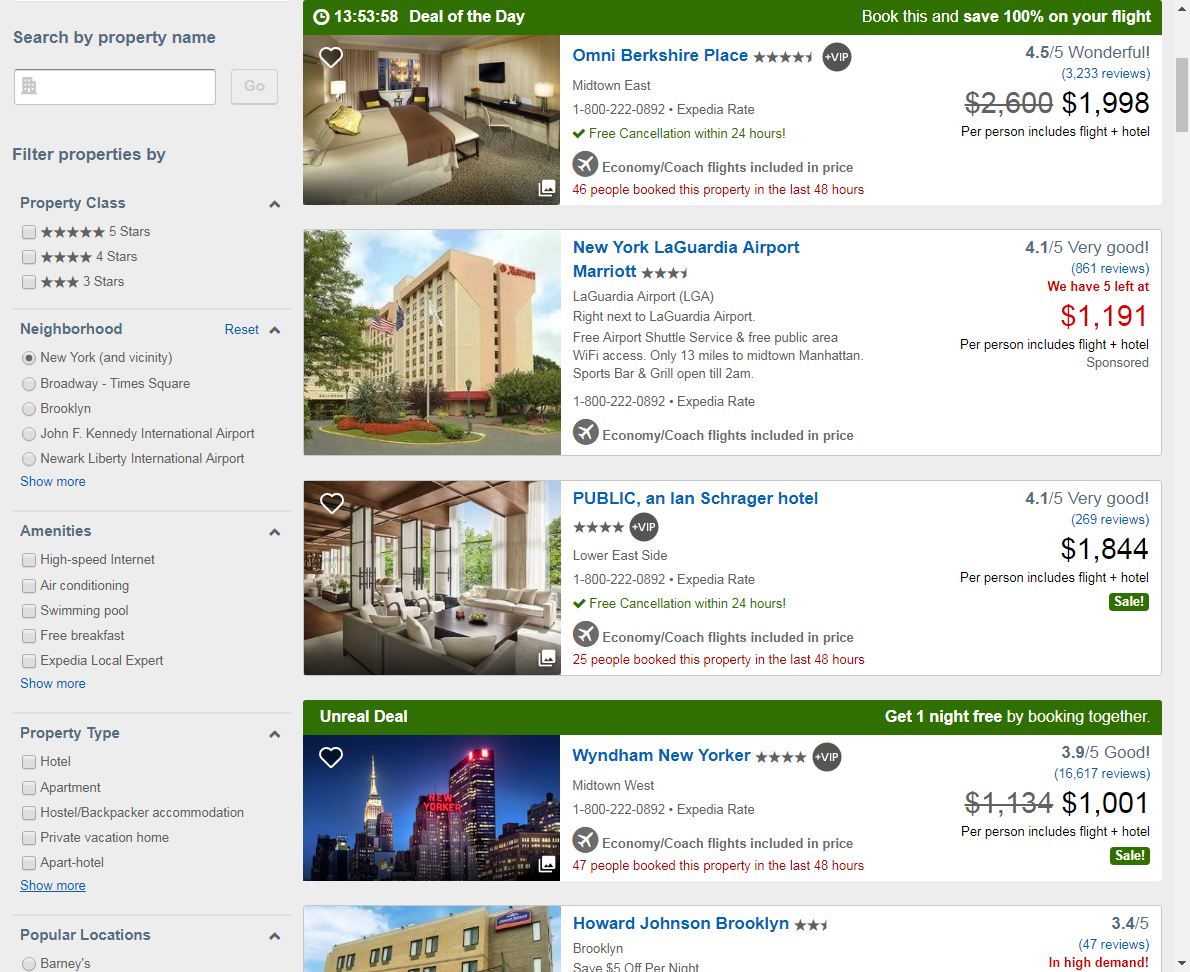 Search by property name
Go
Filter properties by
Property Class
★★★★★ 5 Stars
★★★★ 4 Stars
★★★ 3 Stars
Neighborhood Reset
New York (and vicinity)
Broadway - Times Square
Brooklyn
John F. Kennedy International Airport
Newark Liberty International Airport
Show more
Amenities
High-speed Internet
Air conditioning
Swimming pool
Free breakfast
Expedia Local Expert
Show more
Property Type
Hotel
Apartment
Hostel/Backpacker accommodation
Private vacation home
Apart-hotel
Show more
Popular Locations
Barney's
13:53:58 Deal of the Day Book this and save 100% on your flight
Omni Berkshire Place +VIP
Midtown East
1-800-222-0892 • Expedia Rate
Free Cancellation within 24 hours!
Economy/Coach flights included in price
46 people booked this property in the last 48 hours
4.5/5 Wonderful!
(3,233 reviews)
$2,600 $1,998
Per person includes flight + hotel
Marriott
New York LaGuardia Airport
Marriott
LaGuardia Airport (LGA)
Right next to LaGuardia Airport.
Free Airport Shuttle Service & free public area
WiFi access. Only 13 miles to midtown Manhattan.
Sports Bar & Grill open till 2am.
1-800-222-0892 • Expedia Rate
Economy/Coach flights included in price
4.1/5 Very good!
(861 reviews)
We have 5 left at
$1,191
Per person includes flight + hotel
Sponsored
PUBLIC, an Ian Schrager hotel
★★★★ +VIP
Lower East Side
1-800-222-0892 • Expedia Rate
Free Cancellation within 24 hours!
Economy/Coach flights included in price
25 people booked this property in the last 48 hours
4.1/5 Very good!
(269 reviews)
$1,844
Per person includes flight + hotel
Sale!
Unreal Deal Get 1 night free by booking together.
NEW
YORKER
Wyndham New Yorker ★★★★ +VIP
Midtown West
1-800-222-0892 • Expedia Rate
Economy/Coach flights included in price
47 people booked this property in the last 48 hours
3.9/5 Good!
(16,617 reviews)
$1,134 $1,001
Per person includes flight + hotel
Sale!
Howard Johnson Brooklyn
Brooklyn
Save $5 Off Per Night
3.4/5
(47 reviews)
In high demand!